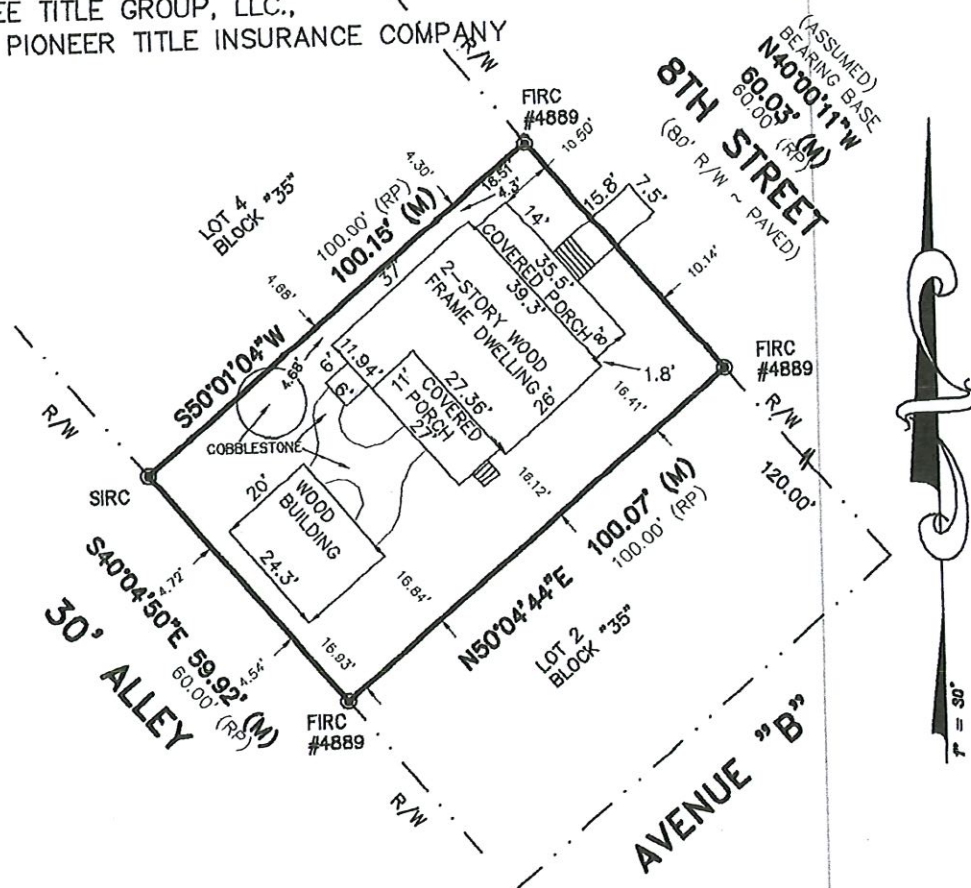 EE TITLE GROUP, LLC.,
PIONEER TITLE INSURANCE COMPANY
R/W
(ASSUMED)
BEARING BASE
N40°00'11"W
60.03' (M)
60.00' (RP)
8TH STREET
(80' R/W ~ PAVED)
FIRC
#4889
10.50'
4.30'
18.51'
4.3'
LOT 4
BLOCK "35"
100.00' (RP)
100.15' (M)
S50°01'04"W
15.8'
7.5'
14'
COVERED PORCH
35.5'
39.3'
8'
10.14'
37'
2-STORY WOOD
FRAME DWELLING
26'
1.8'
4.68'
4.68'
FIRC
#4889
R/W
120.00'
16.41'
11.94'
6'
6'
11'
27.36'
COVERED
PORCH
27'
R/W
COBBLESTONE
SIRC
20'
WOOD
BUILDING
24.3'
18.12'
100.07' (M)
100.00' (RP)
N50°04'44"E
S40°04'50"E 59.92' (M)
60.00' (RP)
4.72'
4.54'
16.84'
16.93'
30' ALLEY
LOT 2
BLOCK "35"
FIRC
#4889
R/W
AVENUE "B"
1" = 30'